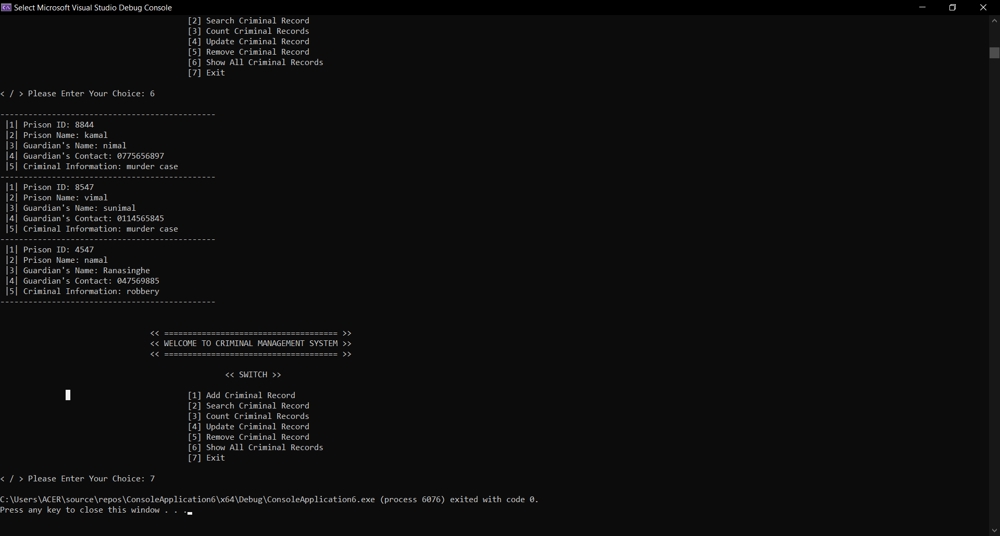 Select Microsoft Visual Studio Debug Console
[2] Search Criminal Record
[3] Count Criminal Records
[4] Update Criminal Record
[5] Remove Criminal Record
[6] Show All Criminal Records
[7] Exit
< / > Please Enter Your Choice: 6
----------------------------------------------
|1| Prison ID: 8844
|2| Prison Name: kamal
|3| Guardian's Name: nimal
|4| Guardian's Contact: 0775656897
|5| Criminal Information: murder case
----------------------------------------------
|1| Prison ID: 8547
|2| Prison Name: vimal
|3| Guardian's Name: sunimal
|4| Guardian's Contact: 0114565845
|5| Criminal Information: murder case
----------------------------------------------
|1| Prison ID: 4547
|2| Prison Name: namal
|3| Guardian's Name: Ranasinghe
|4| Guardian's Contact: 047569885
|5| Criminal Information: robbery
----------------------------------------------
<< ===================================== >>
<< WELCOME TO CRIMINAL MANAGEMENT SYSTEM >>
<< ===================================== >>
<< SWITCH >>
[1] Add Criminal Record
[2] Search Criminal Record
[3] Count Criminal Records
[4] Update Criminal Record
[5] Remove Criminal Record
[6] Show All Criminal Records
[7] Exit
< / > Please Enter Your Choice: 7
C:\Users\ACER\source\repos\ConsoleApplication6\x64\Debug\ConsoleApplication6.exe (process 6076) exited with code 0.
Press any key to close this window . . .